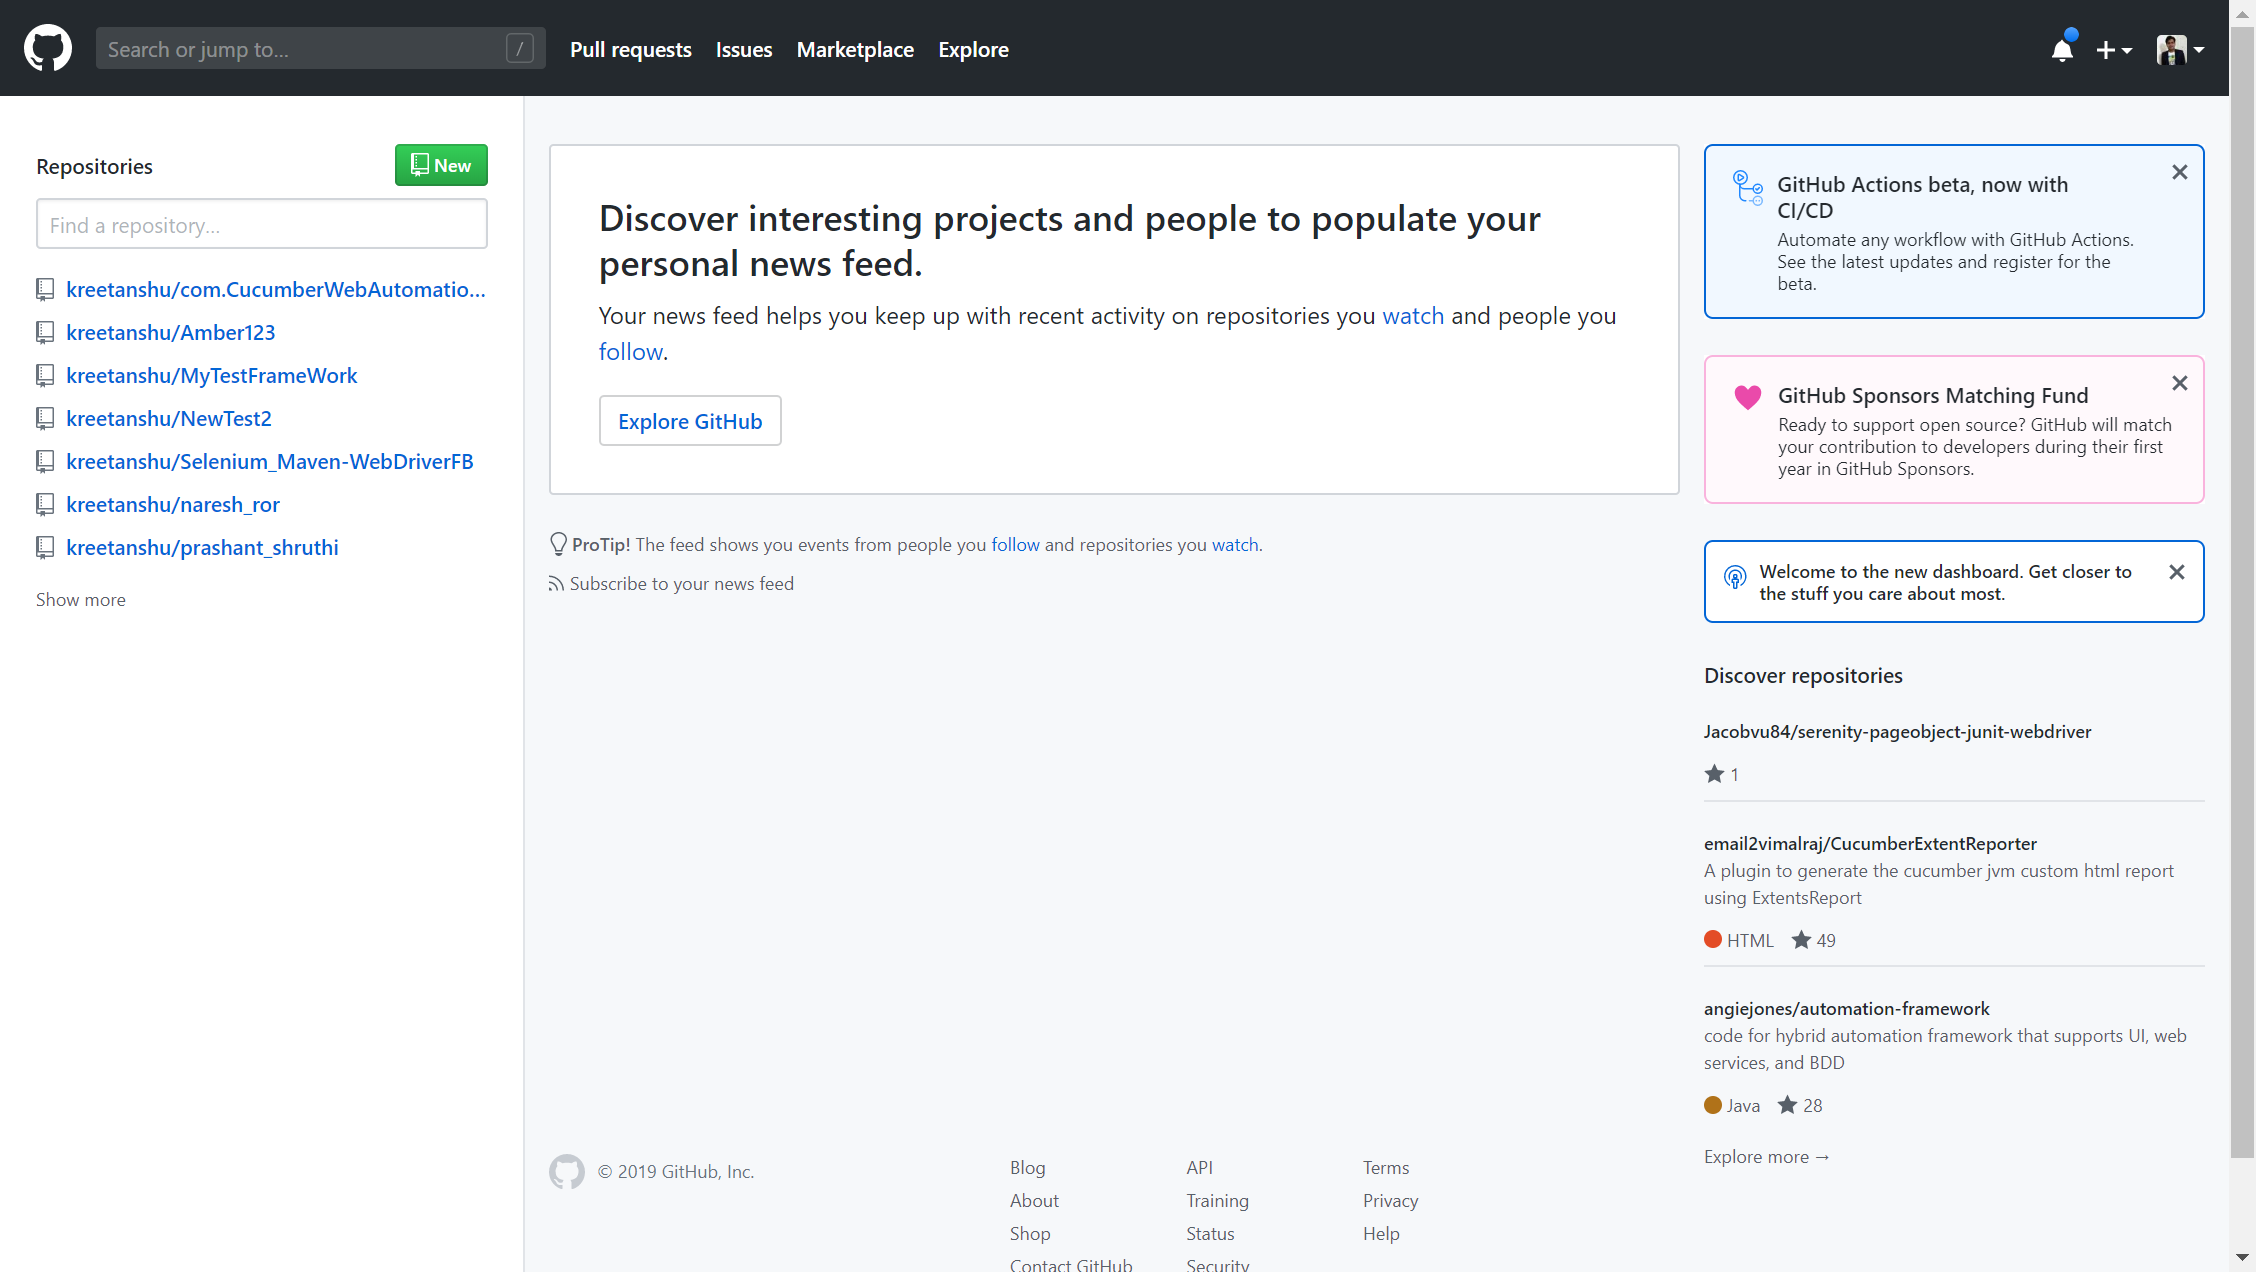 Search or jump to...
/
Pull requests
Issues
Marketplace
Explore
Repositories
New
Find a repository...
kreetanshu/com.CucumberWebAutomatio...
kreetanshu/Amber123
kreetanshu/MyTestFrameWork
kreetanshu/NewTest2
kreetanshu/Selenium_Maven-WebDriverFB
kreetanshu/naresh_ror
kreetanshu/prashant_shruthi
Show more
Discover interesting projects and people to populate your
personal news feed.
Your news feed helps you keep up with recent activity on repositories you watch and people you
follow.
Explore GitHub
ProTip! The feed shows you events from people you follow and repositories you watch.
Subscribe to your news feed
GitHub Actions beta, now with
CI/CD
Automate any workflow with GitHub Actions.
See the latest updates and register for the
beta.
GitHub Sponsors Matching Fund
Ready to support open source? GitHub will match
your contribution to developers during their first
year in GitHub Sponsors.
Welcome to the new dashboard. Get closer to
the stuff you care about most.
Discover repositories
Jacobvu84/serenity-pageobject-junit-webdriver
1
email2vimalraj/CucumberExtentReporter
A plugin to generate the cucumber jvm custom html report
using ExtentsReport
HTML 49
angiejones/automation-framework
code for hybrid automation framework that supports UI, web
services, and BDD
Java 28
Explore more →
© 2019 GitHub, Inc.
Blog
About
Shop
Contact GitHub
API
Training
Status
Security
Terms
Privacy
Help